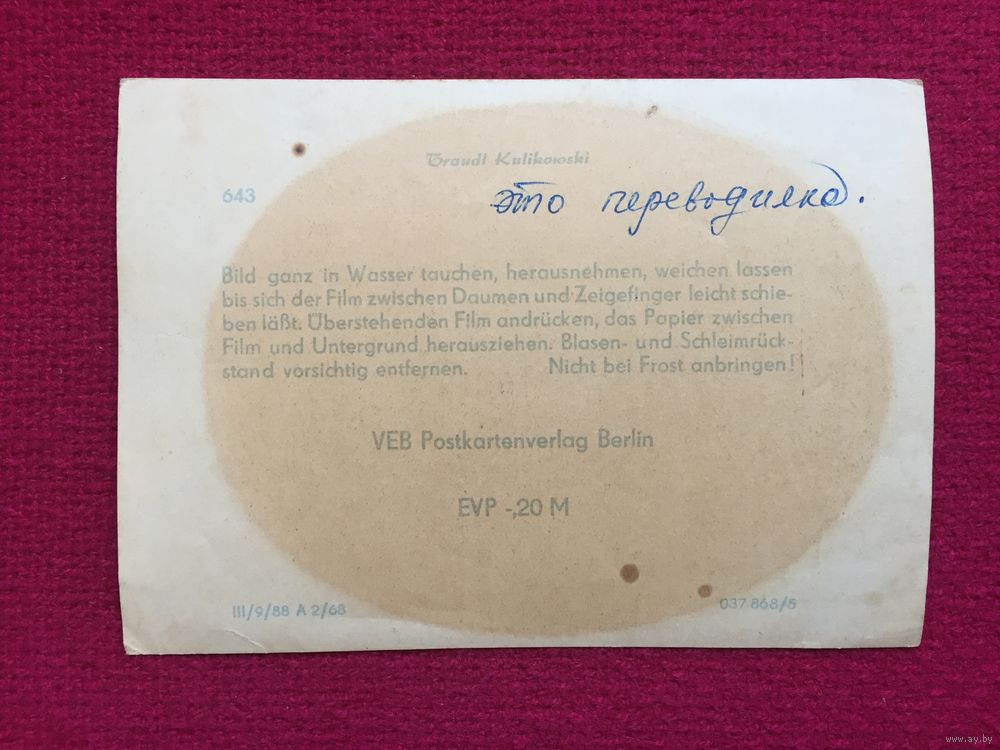 Traudl Kulikowski
643
это переводилка.
Bild ganz in Wasser tauchen, herausnehmen, weichen lassen
bis sich der Film zwischen Daumen und Zeigefinger leicht schie-
ben läßt. Überstehenden Film andrücken, das Papier zwischen
Film und Untergrund herausziehen. Blasen- und Schleimrück-
stand vorsichtig entfernen. Nicht bei Frost anbringen!
VEB Postkartenverlag Berlin
EVP -,20 M
III/9/88 A 2/68 037 868/5
www.ay.by